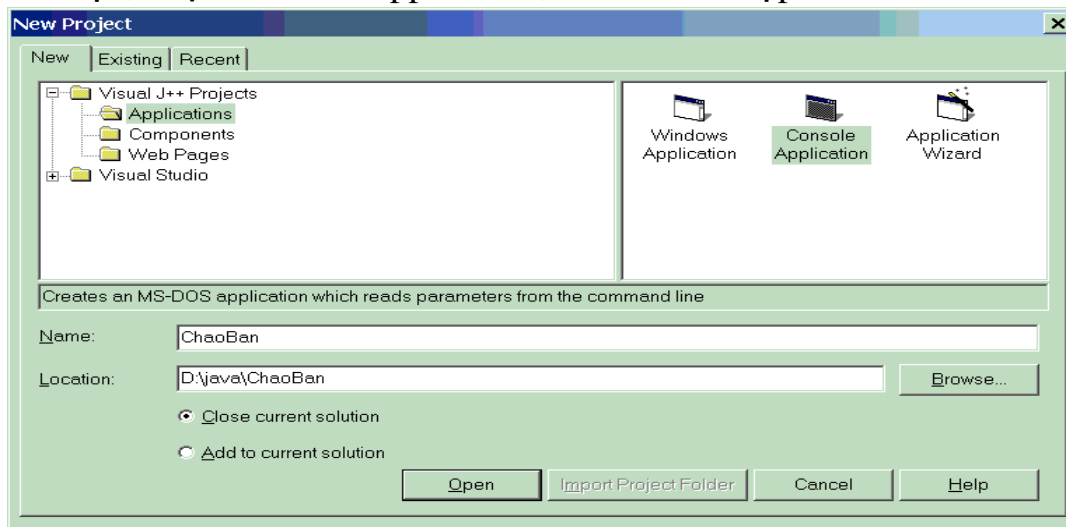 New Project
New Existing Recent
Visual J++ Projects
Applications
Components
Web Pages
Visual Studio
Windows Application
Console Application
Application Wizard
Creates an MS-DOS application which reads parameters from the command line
Name: ChaoBan
Location: D:\java\ChaoBan Browse...
Close current solution
Add to current solution
Open Import Project Folder Cancel Help